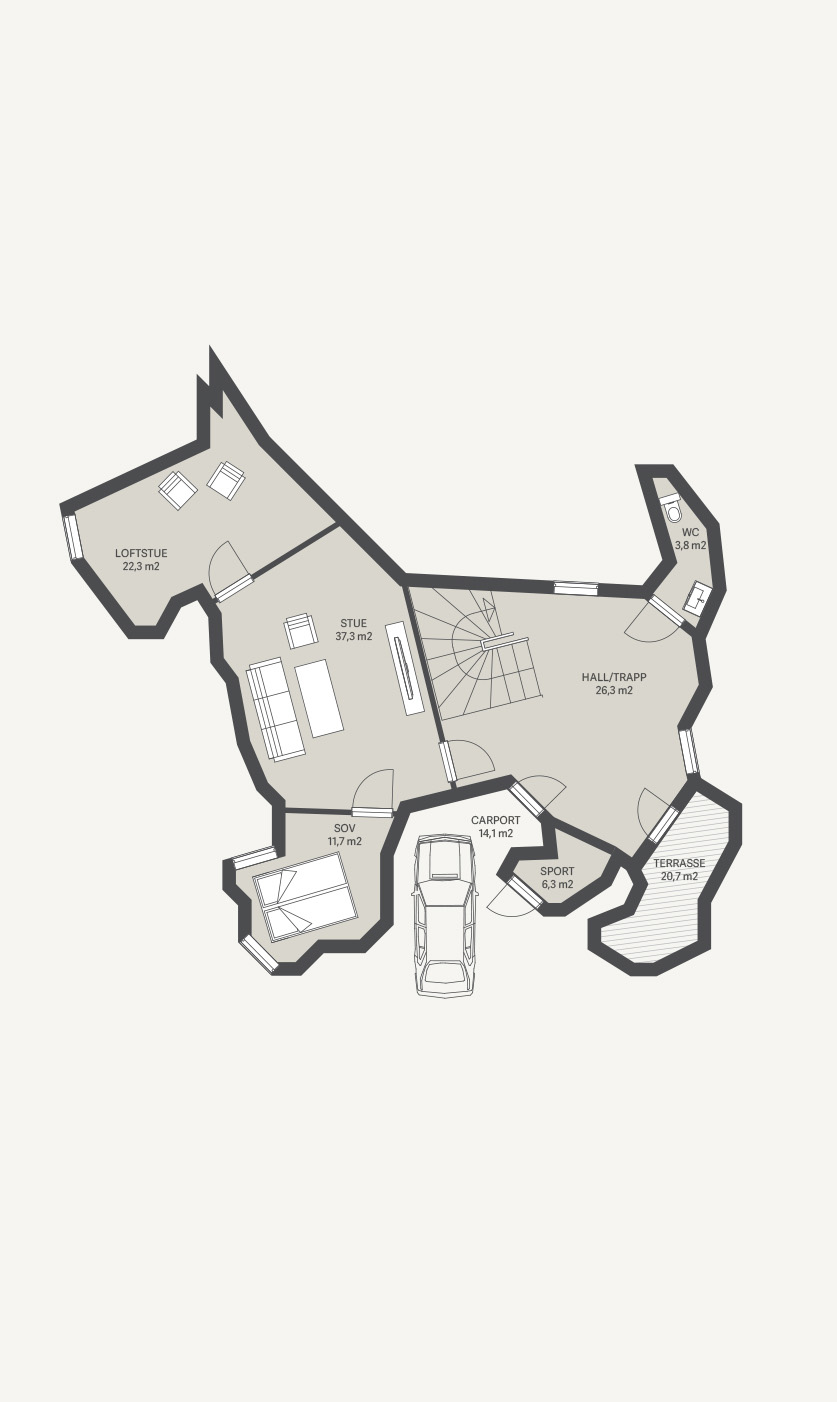 WC
3,8 m2
LOFTSTUE
22,3 m2
STUE
37,3 m2
HALL/TRAPP
26,3 m2
CARPORT
14,1 m2
SOV
11,7 m2
TERRASSE
20,7 m2
SPORT
6,3 m2